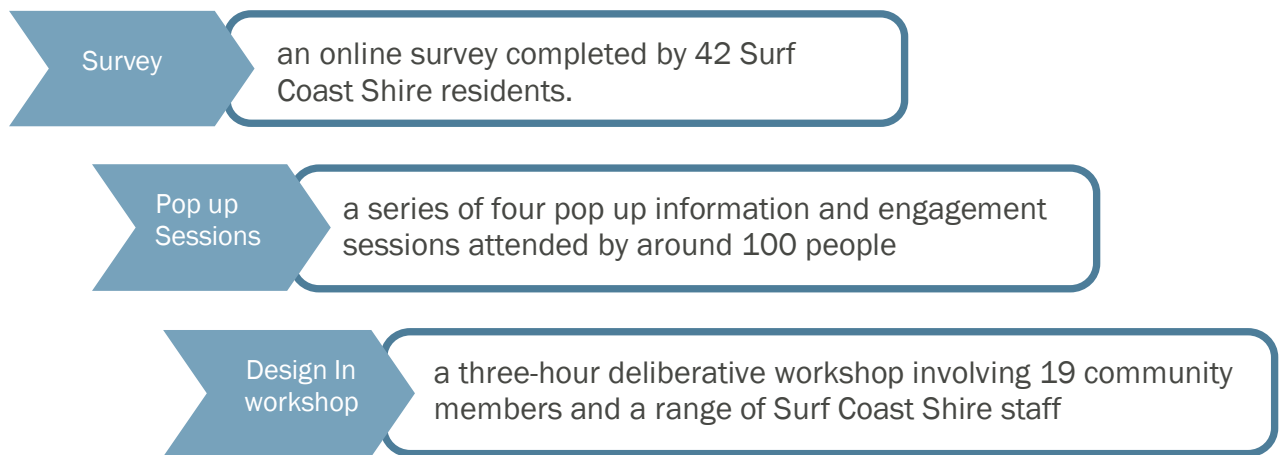 Survey
an online survey completed by 42 Surf
Coast Shire residents.
Pop up
Sessions
a series of four pop up information and engagement
sessions attended by around 100 people
Design In
workshop
a three-hour deliberative workshop involving 19 community
members and a range of Surf Coast Shire staff